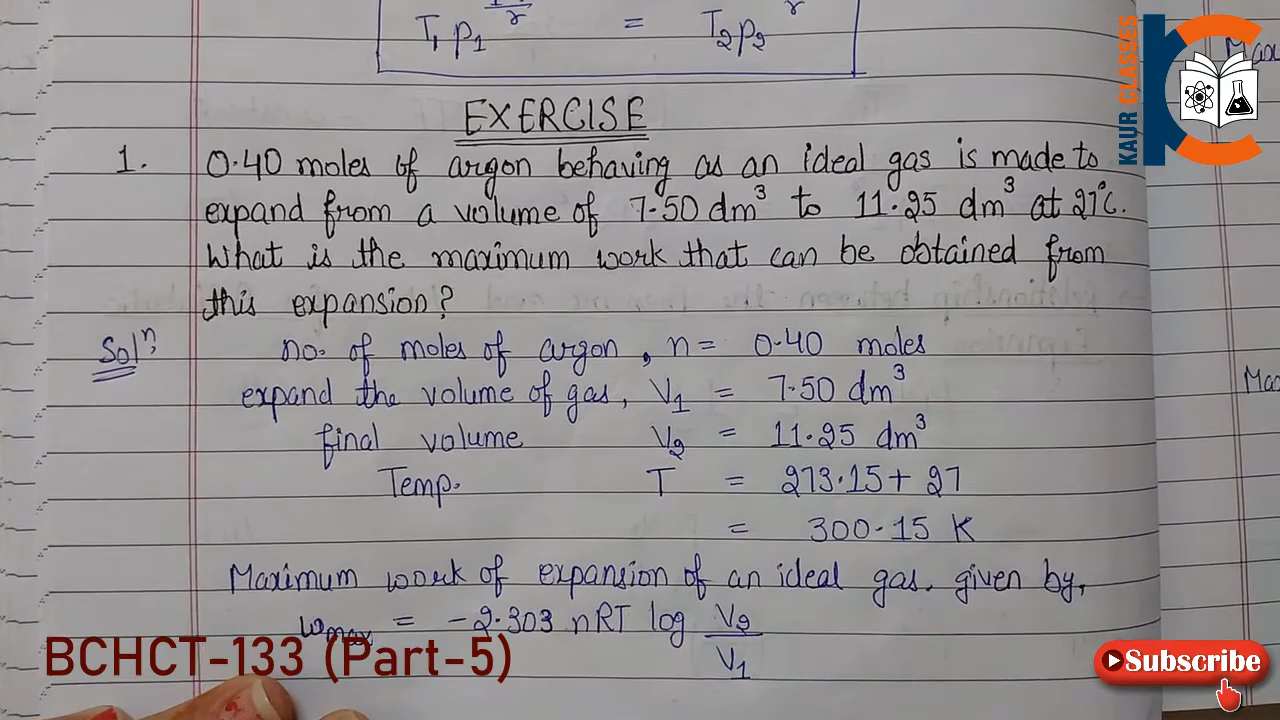 T₁ p₁ = T₂ p₂ γ
EXERCISE
1. 0.40 moles of argon behaving as an ideal gas is made to
expand from a volume of 7.50 dm³ to 11.25 dm³ at 27°C.
What is the maximum work that can be obtained from
this expansion?
Solⁿ: no. of moles of argon, n = 0.40 moles
expand the volume of gas, V₁ = 7.50 dm³
final volume V₂ = 11.25 dm³
Temp. T = 273.15 + 27
= 300.15 K
Maximum work of expansion of an ideal gas. given by,
wmax = -2.303 nRT log V₂/V₁
BCHCT-133 (Part-5)
KAUR CLASSES
Subscribe